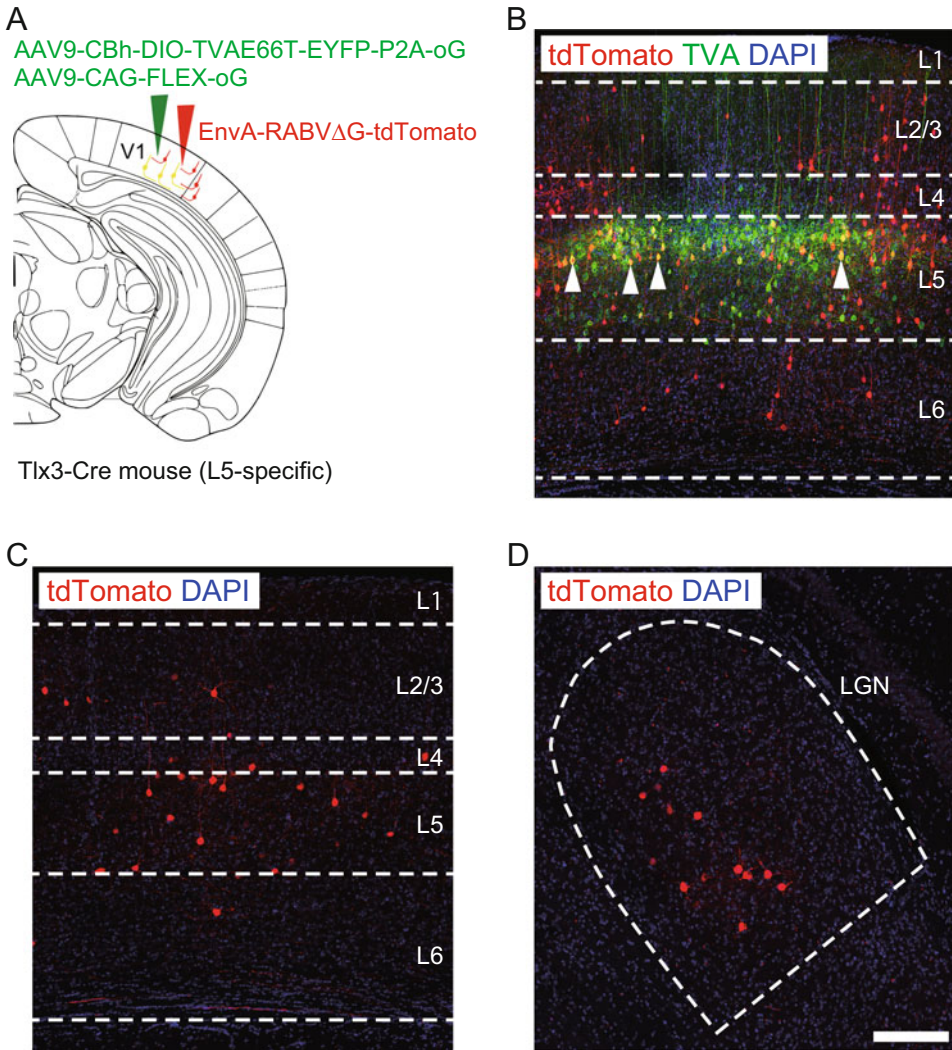 A
AAV9-CBh-DIO-TVAE66T-EYFP-P2A-oG
AAV9-CAG-FLEX-oG
EnvA-RABVΔG-tdTomato
V1
Tlx3-Cre mouse (L5-specific)
B
tdTomato TVA DAPI
L1
L2/3
L4
L5
L6
C
tdTomato DAPI
L1
L2/3
L4
L5
L6
D
tdTomato DAPI
LGN